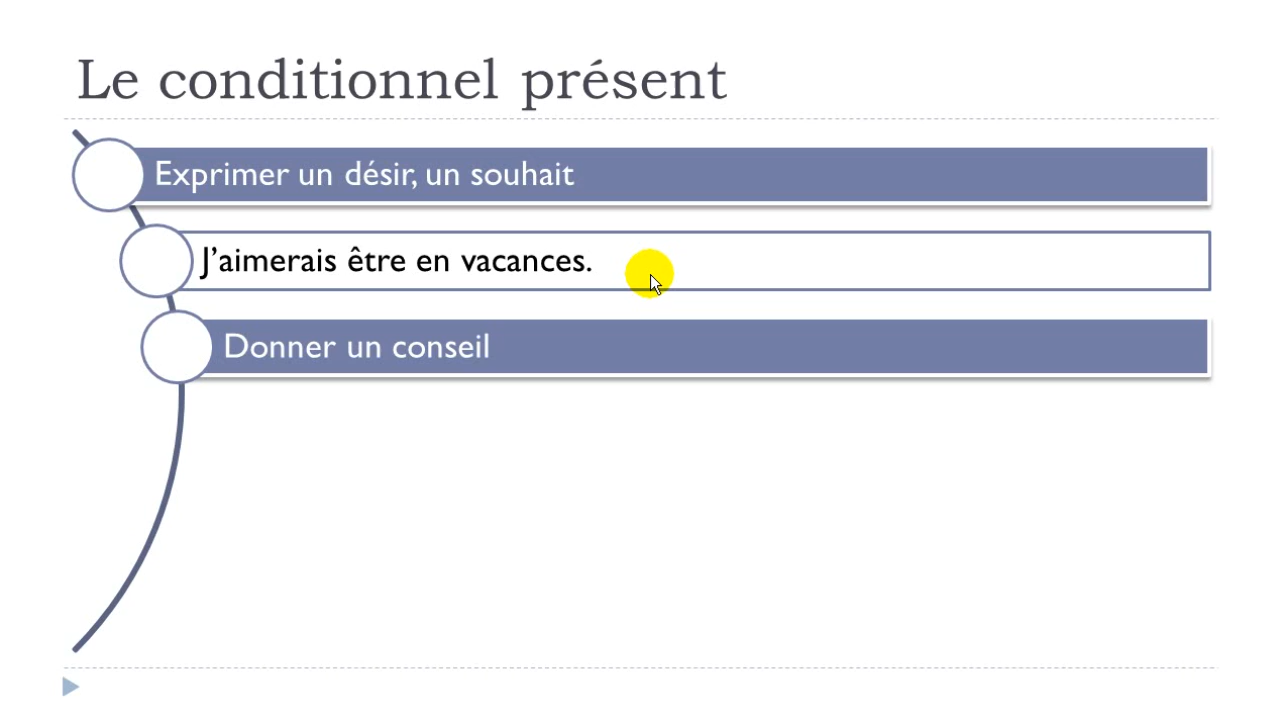 Le conditionnel présent
Exprimer un désir, un souhait
J’aimerais être en vacances.
Donner un conseil